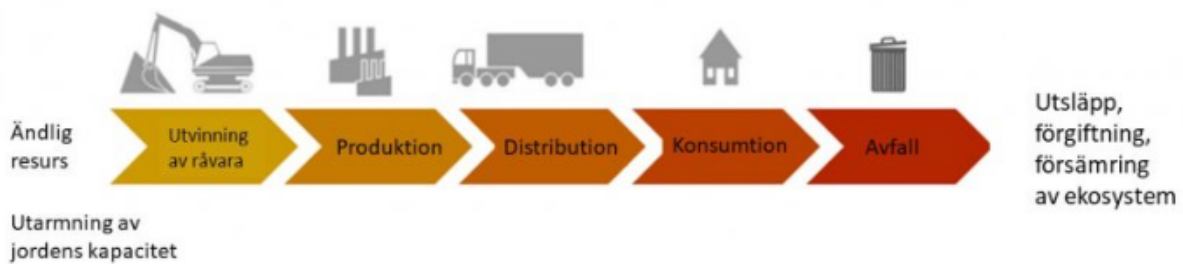 Ändlig
resurs
Utarmning av
jordens kapacitet
Utvinning
av råvara
Produktion
Distribution
Konsumtion
Avfall
Utsläpp,
förgiftning,
försämring
av ekosystem